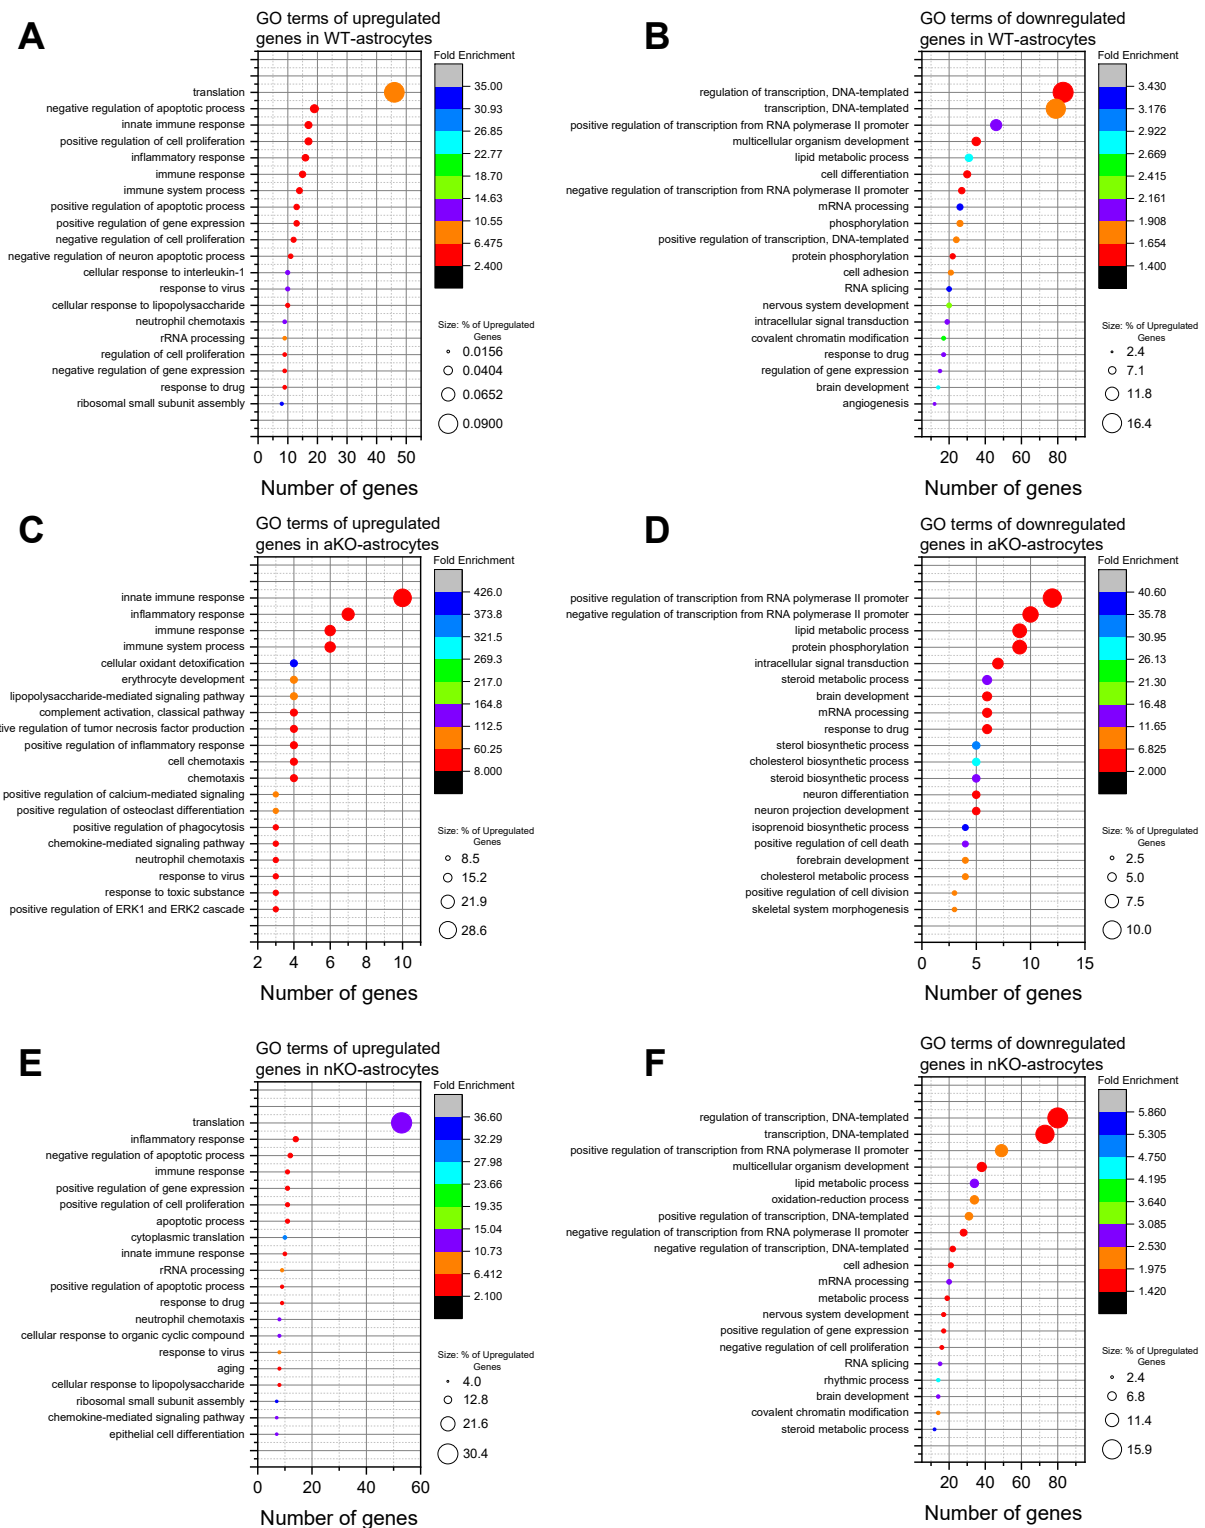 A
GO terms of upregulated
genes in WT-astrocytes
Fold Enrichment
translation
negative regulation of apoptotic process
innate immune response
positive regulation of cell proliferation
inflammatory response
immune response
immune system process
positive regulation of apoptotic process
positive regulation of gene expression
negative regulation of cell proliferation
negative regulation of neuron apoptotic process
cellular response to interleukin-1
response to virus
cellular response to lipopolysaccharide
neutrophil chemotaxis
rRNA processing
regulation of cell proliferation
negative regulation of gene expression
response to drug
ribosomal small subunit assembly
35.00
30.93
26.85
22.77
18.70
14.63
10.55
6.475
2.400
Size: % of Upregulated
Genes
0.0156
0.0404
0.0652
0.0900
0 10 20 30 40 50
Number of genes
B
GO terms of downregulated
genes in WT-astrocytes
Fold Enrichment
regulation of transcription, DNA-templated
transcription, DNA-templated
positive regulation of transcription from RNA polymerase II promoter
multicellular organism development
lipid metabolic process
cell differentiation
negative regulation of transcription from RNA polymerase II promoter
mRNA processing
phosphorylation
positive regulation of transcription, DNA-templated
protein phosphorylation
cell adhesion
RNA splicing
nervous system development
intracellular signal transduction
covalent chromatin modification
response to drug
regulation of gene expression
brain development
angiogenesis
3.430
3.176
2.922
2.669
2.415
2.161
1.908
1.654
1.400
Size: % of Upregulated
Genes
2.4
7.1
11.8
16.4
20 40 60 80
Number of genes
C
GO terms of upregulated
genes in aKO-astrocytes
Fold Enrichment
innate immune response
inflammatory response
immune response
immune system process
cellular oxidant detoxification
erythrocyte development
lipopolysaccharide-mediated signaling pathway
complement activation, classical pathway
tive regulation of tumor necrosis factor production
positive regulation of inflammatory response
cell chemotaxis
chemotaxis
positive regulation of calcium-mediated signaling
positive regulation of osteoclast differentiation
positive regulation of phagocytosis
chemokine-mediated signaling pathway
neutrophil chemotaxis
response to virus
response to toxic substance
positive regulation of ERK1 and ERK2 cascade
426.0
373.8
321.5
269.3
217.0
164.8
112.5
60.25
8.000
Size: % of Upregulated
Genes
8.5
15.2
21.9
28.6
2 4 6 8 10
Number of genes
D
GO terms of downregulated
genes in aKO-astrocytes
Fold Enrichment
positive regulation of transcription from RNA polymerase II promoter
negative regulation of transcription from RNA polymerase II promoter
lipid metabolic process
protein phosphorylation
intracellular signal transduction
steroid metabolic process
brain development
mRNA processing
response to drug
sterol biosynthetic process
cholesterol biosynthetic process
steroid biosynthetic process
neuron differentiation
neuron projection development
isoprenoid biosynthetic process
positive regulation of cell death
forebrain development
cholesterol metabolic process
positive regulation of cell division
skeletal system morphogenesis
40.60
35.78
30.95
26.13
21.30
16.48
11.65
6.825
2.000
Size: % of Upregulated
Genes
2.5
5.0
7.5
10.0
0 5 10 15
Number of genes
E
GO terms of upregulated
genes in nKO-astrocytes
Fold Enrichment
translation
inflammatory response
negative regulation of apoptotic process
immune response
positive regulation of gene expression
positive regulation of cell proliferation
apoptotic process
cytoplasmic translation
innate immune response
rRNA processing
positive regulation of apoptotic process
response to drug
neutrophil chemotaxis
cellular response to organic cyclic compound
response to virus
aging
cellular response to lipopolysaccharide
ribosomal small subunit assembly
chemokine-mediated signaling pathway
epithelial cell differentiation
36.60
32.29
27.98
23.66
19.35
15.04
10.73
6.412
2.100
Size: % of Upregulated
Genes
4.0
12.8
21.6
30.4
0 20 40 60
Number of genes
F
GO terms of downregulated
genes in nKO-astrocytes
Fold Enrichment
regulation of transcription, DNA-templated
transcription, DNA-templated
positive regulation of transcription from RNA polymerase II promoter
multicellular organism development
lipid metabolic process
oxidation-reduction process
positive regulation of transcription, DNA-templated
negative regulation of transcription from RNA polymerase II promoter
negative regulation of transcription, DNA-templated
cell adhesion
mRNA processing
metabolic process
nervous system development
positive regulation of gene expression
negative regulation of cell proliferation
RNA splicing
rhythmic process
brain development
covalent chromatin modification
steroid metabolic process
5.860
5.305
4.750
4.195
3.640
3.085
2.530
1.975
1.420
Size: % of Upregulated
Genes
2.4
6.8
11.4
15.9
20 40 60 80
Number of genes